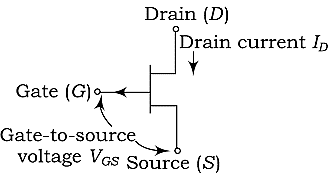 Drain (D)
Drain current I_D
Gate (G)
Gate-to-source
voltage V_GS
Source (S)